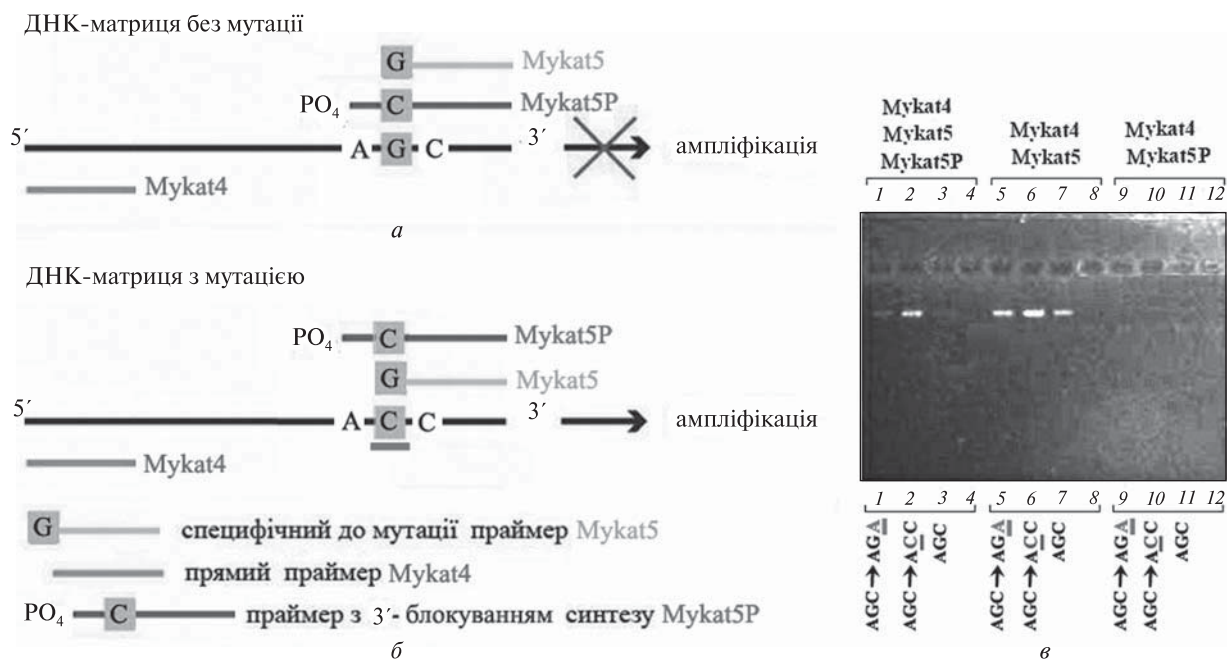 ДНК-матриця без мутації
G Mykat5
PO4 C Mykat5P
5´ A G C 3´ ампліфікація
Mykat4
а
ДНК-матриця з мутацією
PO4 C Mykat5P
G Mykat5
5´ A C C 3´ ампліфікація
Mykat4
G специфічний до мутації праймер Mykat5
прямий праймер Mykat4
PO4 C праймер з 3´- блокуванням синтезу Mykat5P
б
Mykat4 Mykat4 Mykat4
Mykat5 Mykat5 Mykat5P
Mykat5P
1 2 3 4 5 6 7 8 9 10 11 12
1 2 3 4 5 6 7 8 9 10 11 12
AGC→AGA
AGC→ACC
AGC
AGC→AGA
AGC→ACC
AGC
AGC→AGA
AGC→ACC
AGC
в